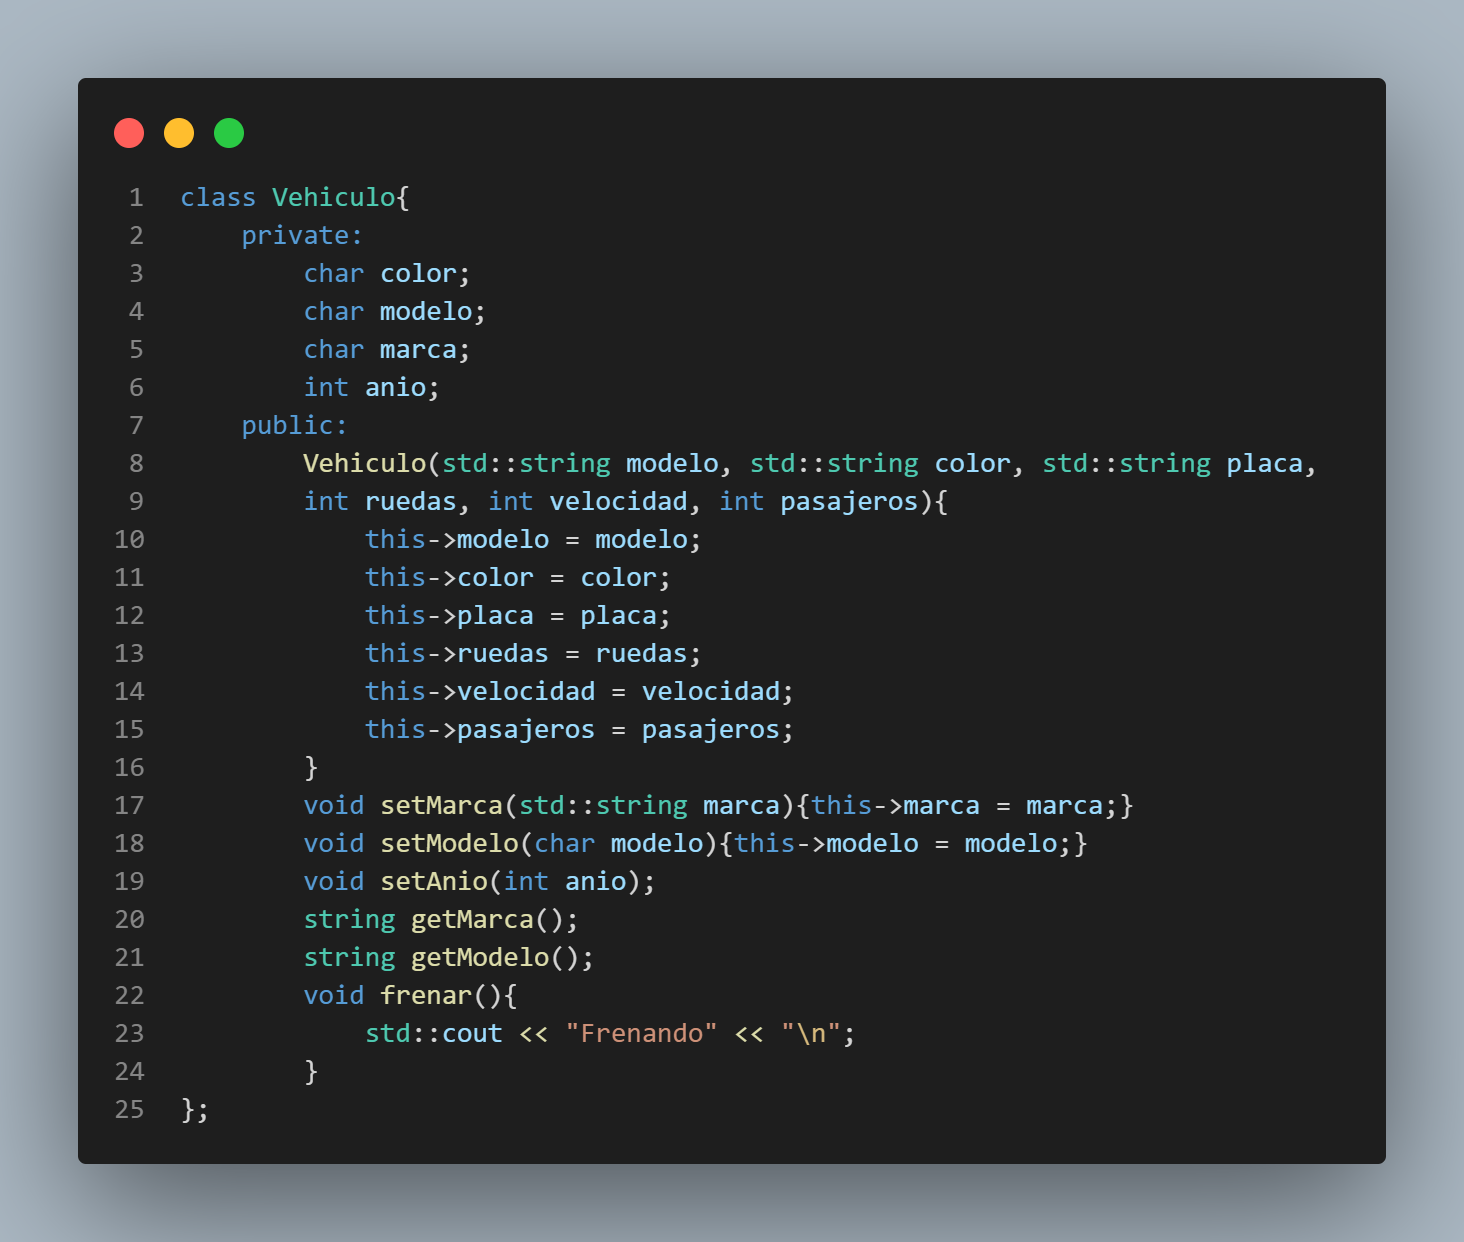 1 class Vehiculo{
2     private:
3         char color;
4         char modelo;
5         char marca;
6         int anio;
7     public:
8         Vehiculo(std::string modelo, std::string color, std::string placa,
9         int ruedas, int velocidad, int pasajeros){
10             this->modelo = modelo;
11             this->color = color;
12             this->placa = placa;
13             this->ruedas = ruedas;
14             this->velocidad = velocidad;
15             this->pasajeros = pasajeros;
16         }
17         void setMarca(std::string marca){this->marca = marca;}
18         void setModelo(char modelo){this->modelo = modelo;}
19         void setAnio(int anio);
20         string getMarca();
21         string getModelo();
22         void frenar(){
23             std::cout << "Frenando" << "\n";
24         }
25 };